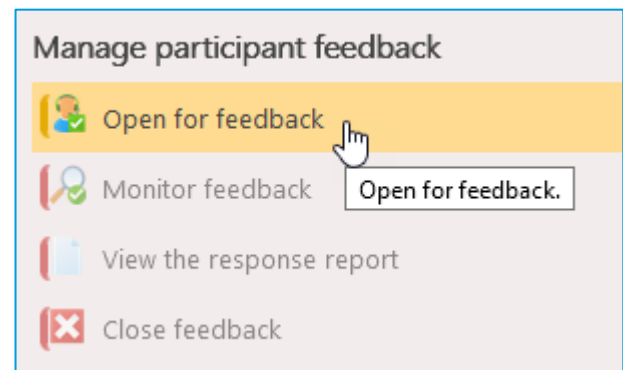 Manage participant feedback
Open for feedback
Monitor feedback
Open for feedback.
View the response report
Close feedback